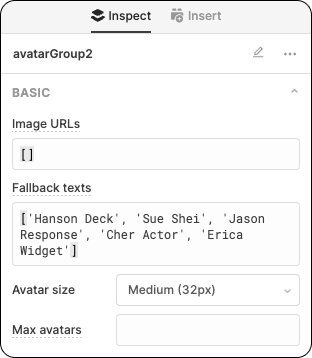 Inspect Insert
avatarGroup2
BASIC
Image URLs
[]
Fallback texts
['Hanson Deck', 'Sue Shei', 'Jason
Response', 'Cher Actor', 'Erica
Widget']
Avatar size Medium (32px)
Max avatars